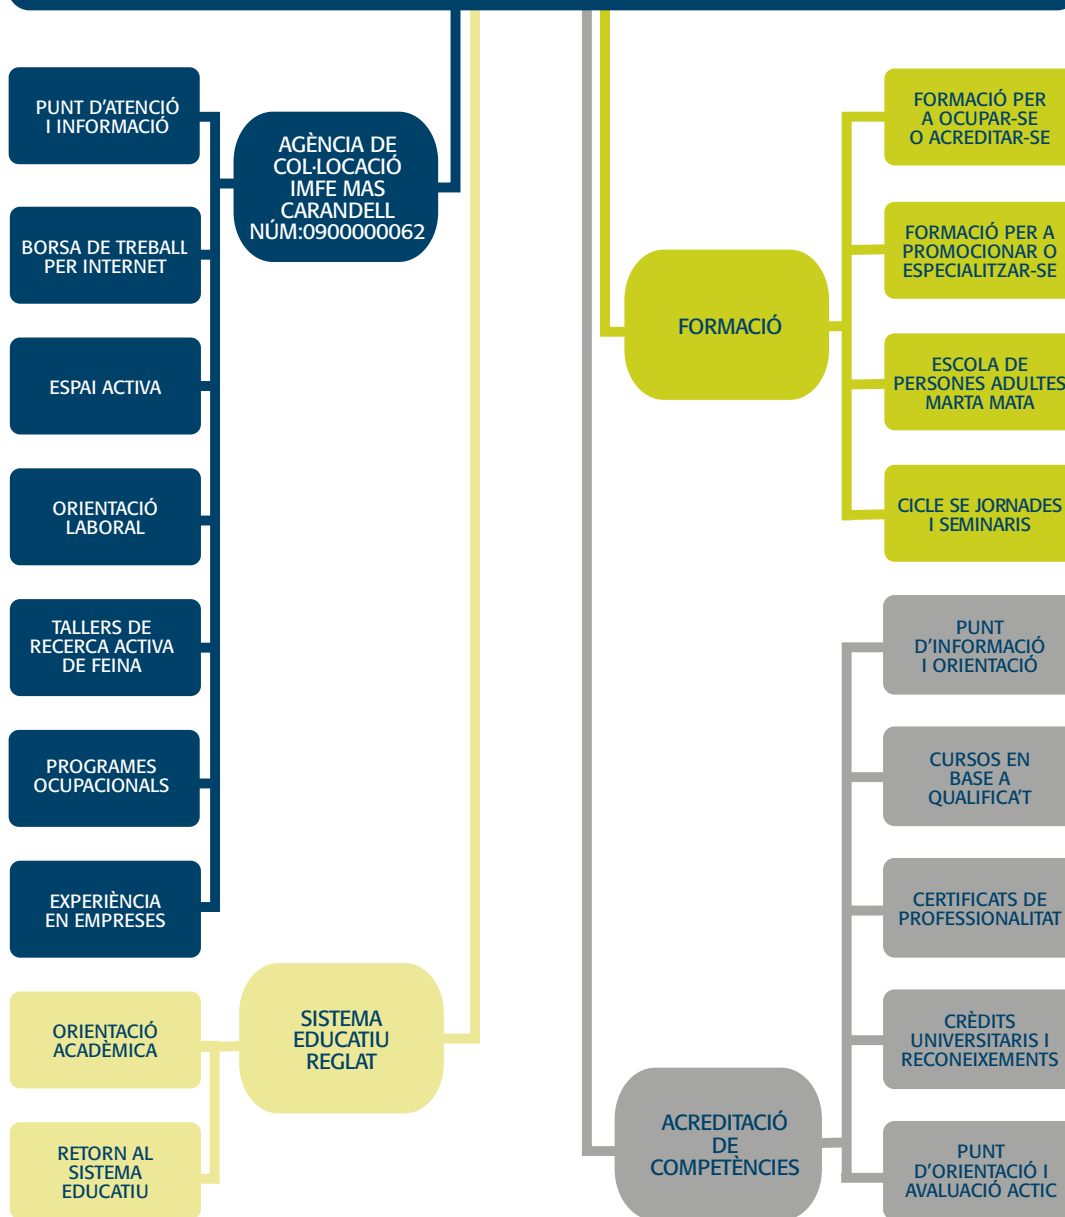 PUNT D'ATENCIÓ
I INFORMACIÓ
BORSA DE TREBALL
PER INTERNET
ESPAI ACTIVA
ORIENTACIÓ
LABORAL
TALLERS DE
RECERCA ACTIVA
DE FEINA
PROGRAMES
OCUPACIONALS
EXPERIÈNCIA
EN EMPRESES
AGÈNCIA DE
COL·LOCACIÓ
IMFE MAS
CARANDELL
NÚM:0900000062
ORIENTACIÓ
ACADÈMICA
RETORN AL
SISTEMA
EDUCATIU
SISTEMA
EDUCATIU
REGLAT
FORMACIÓ
FORMACIÓ PER
A OCUPAR-SE
O ACREDITAR-SE
FORMACIÓ PER A
PROMOCIONAR O
ESPECIALITZAR-SE
ESCOLA DE
PERSONES ADULTES
MARTA MATA
CICLE SE JORNADES
I SEMINARIS
ACREDITACIÓ
DE
COMPETÈNCIES
PUNT
D'INFORMACIÓ
I ORIENTACIÓ
CURSOS EN
BASE A
QUALIFICA'T
CERTIFICATS DE
PROFESSIONALITAT
CRÈDITS
UNIVERSITARIS I
RECONEIXEMENTS
PUNT
D'ORIENTACIÓ I
AVALUACIÓ ACTIC